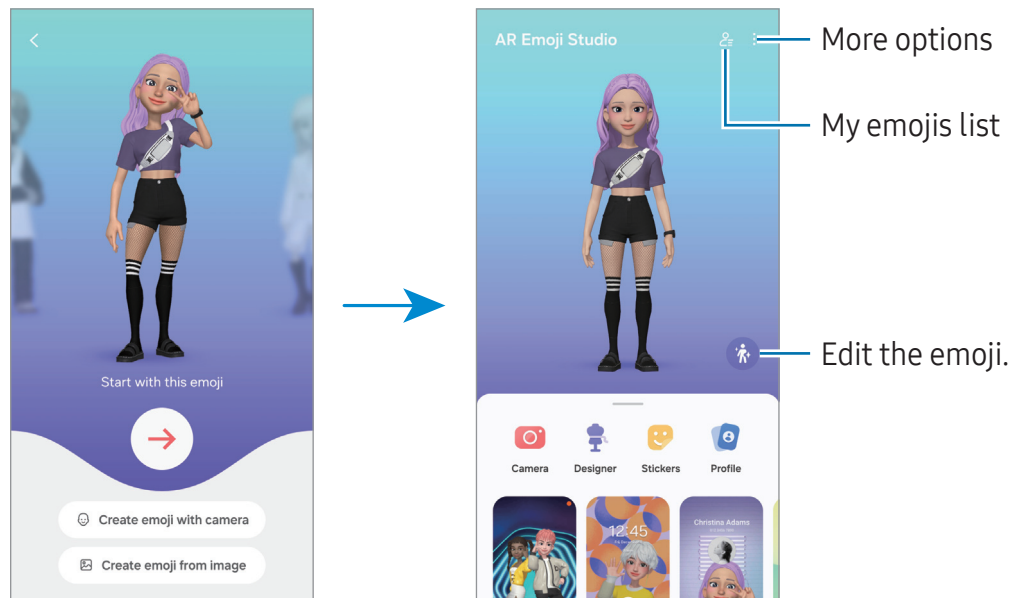 Start with this emoji
Create emoji with camera
Create emoji from image
AR Emoji Studio
More options
My emojis list
Edit the emoji.
Camera
Designer
Stickers
Profile
12:45
Christina Adams